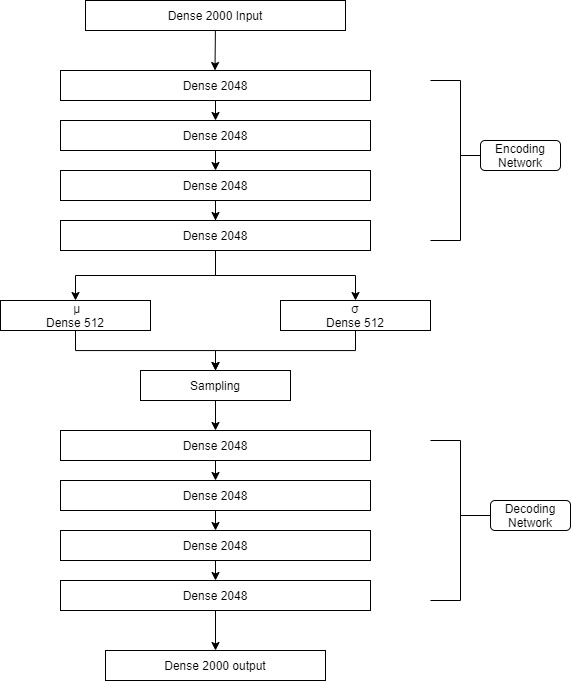 Dense 2000 Input
Dense 2048
Dense 2048
Encoding
Network
Dense 2048
Dense 2048
μ
Dense 512
σ
Dense 512
Sampling
Dense 2048
Dense 2048
Decoding
Network
Dense 2048
Dense 2048
Dense 2000 output